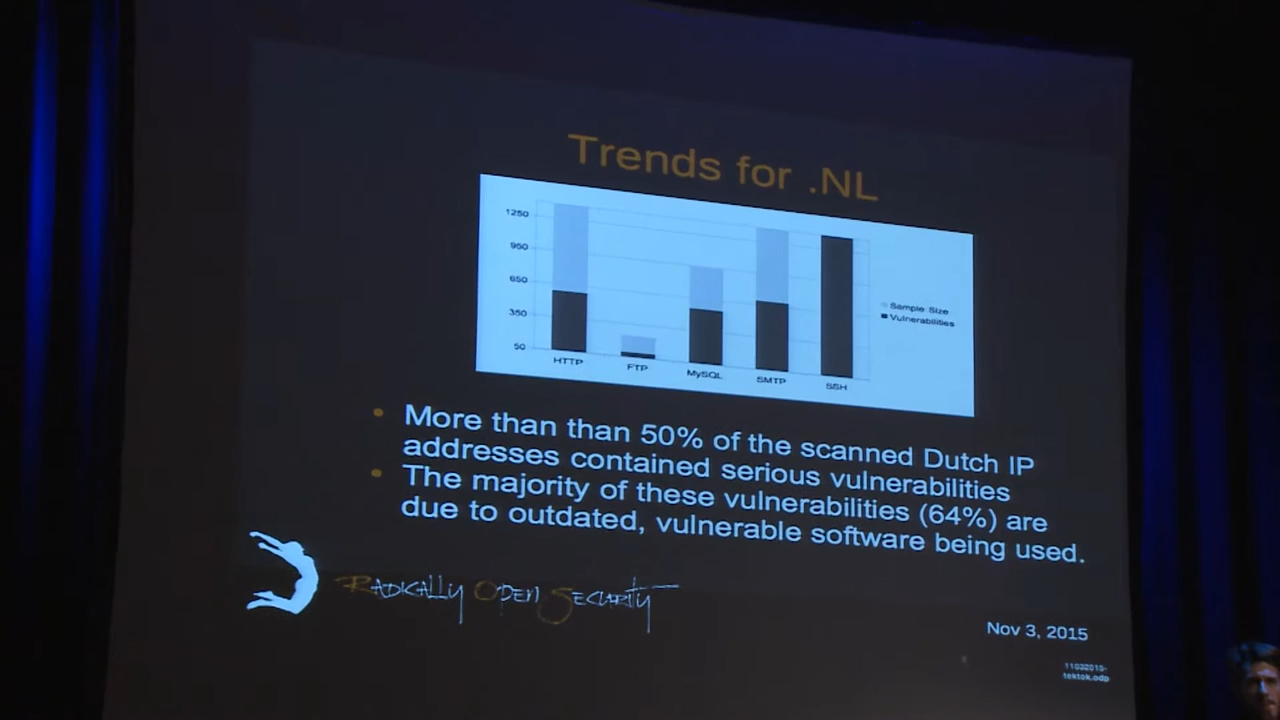 Trends for .NL
1250
950
650
350
50
HTTP
FTP
MySQL
SMTP
SSH
Sample Size
Vulnerabilities
• More than than 50% of the scanned Dutch IP
addresses contained serious vulnerabilities
• The majority of these vulnerabilities (64%) are
due to outdated, vulnerable software being used.
RADICALLY OPEN SECURITY
Nov 3, 2015
11032015-
tektok.odp